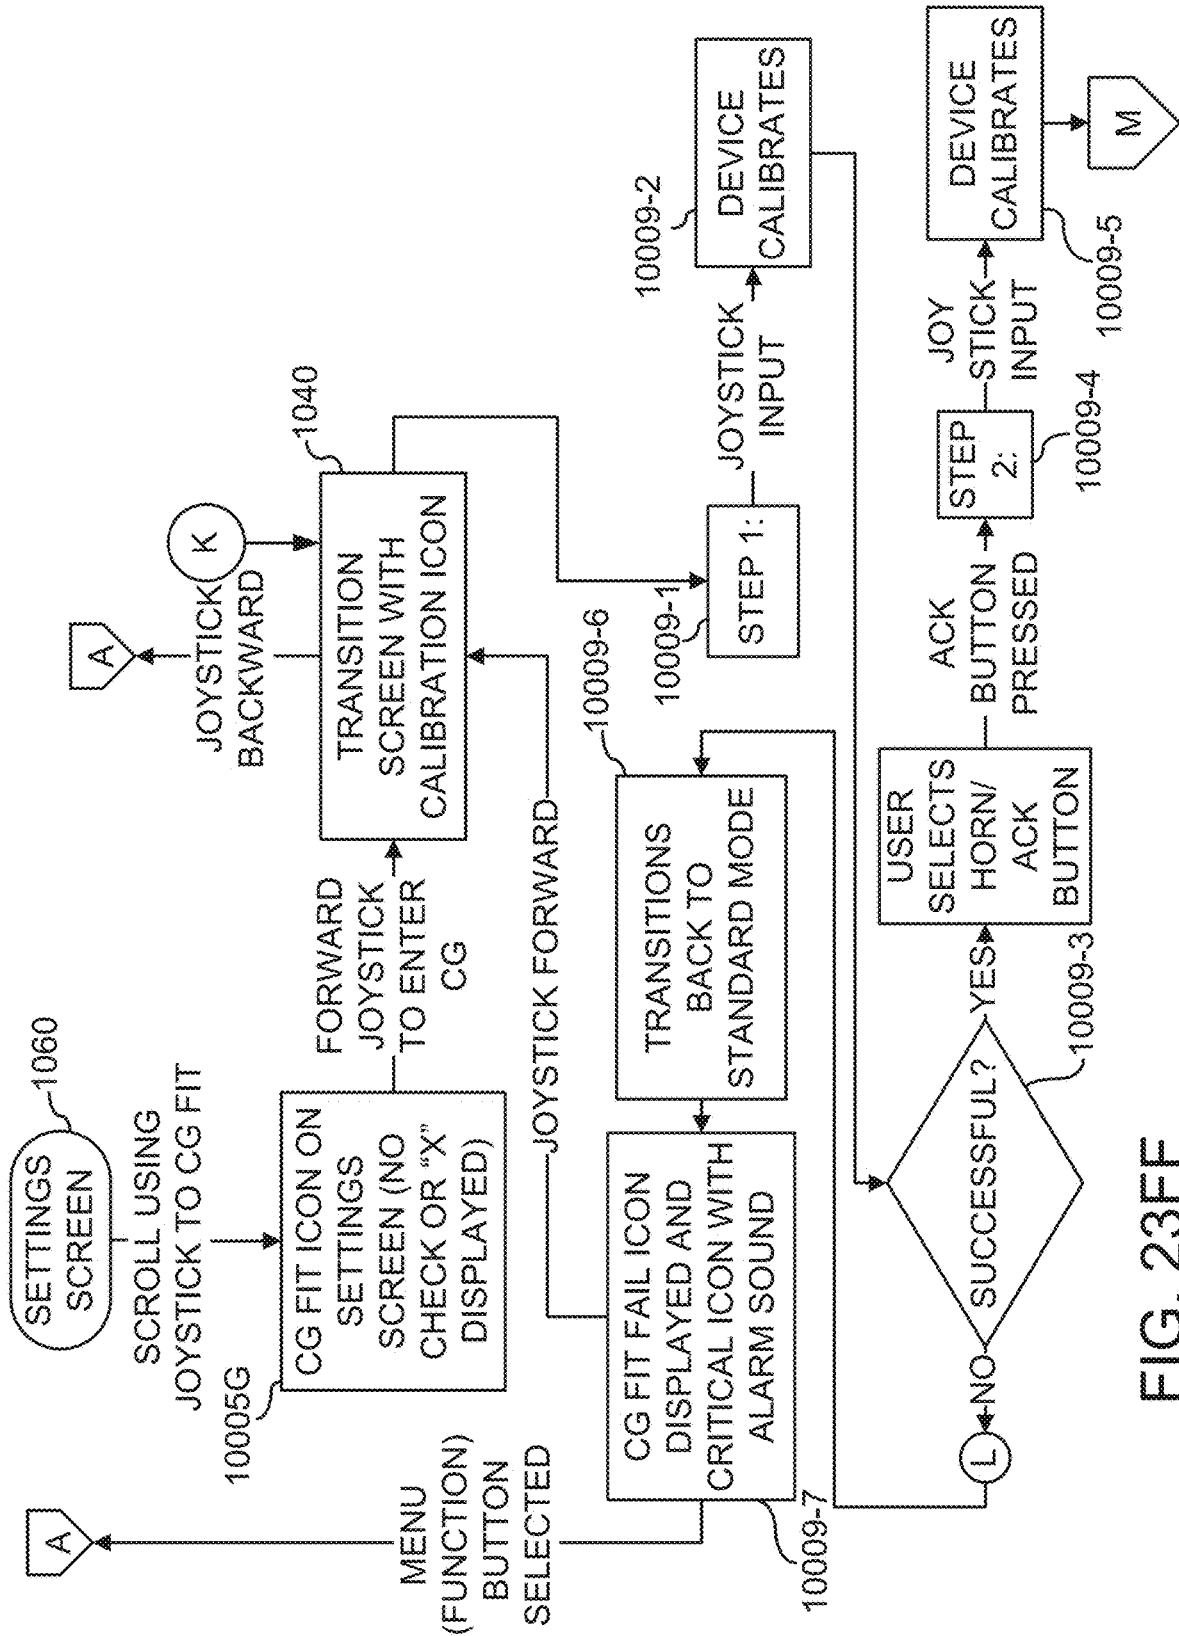 SETTINGS
SCREEN
1060
SCROLL USING
JOYSTICK TO CG FIT
10005G
CG FIT ICON ON
SETTINGS
SCREEN (NO
CHECK OR “X”
DISPLAYED)
FORWARD
JOYSTICK
TO ENTER
CG
A
JOYSTICK
BACKWARD
K
1040
TRANSITION
SCREEN WITH
CALIBRATION ICON
A
MENU
(FUNCTION)
BUTTON
SELECTED
JOYSTICK FORWARD
CG FIT FAIL ICON
DISPLAYED AND
CRITICAL ICON WITH
ALARM SOUND
10009-7
10009-6
TRANSITIONS
BACK TO
STANDARD MODE
10009-1
STEP 1:
JOYSTICK
INPUT
10009-2
DEVICE
CALIBRATES
L
NO
SUCCESSFUL?
YES
10009-3
USER
SELECTS
HORN/
ACK
BUTTON
ACK
BUTTON
PRESSED
STEP
2:
10009-4
JOY
STICK
INPUT
DEVICE
CALIBRATES
10009-5
M
FIG. 23FF